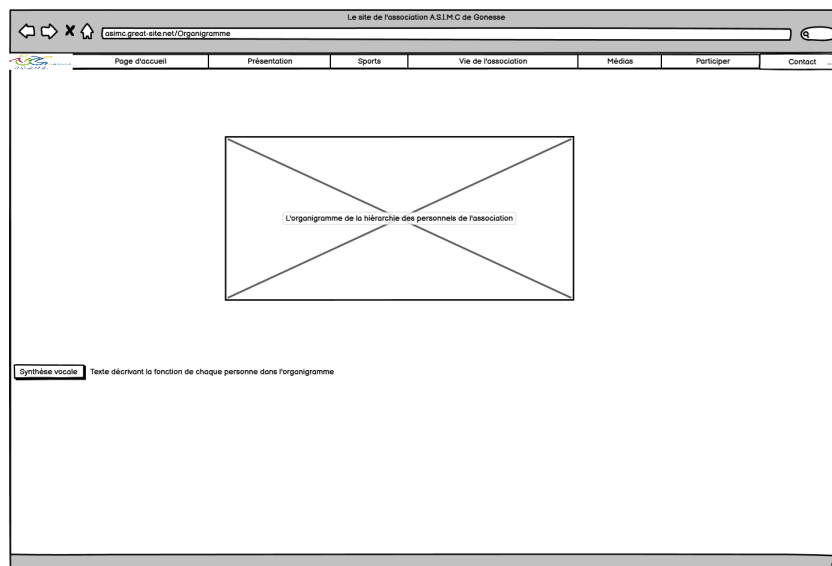 Le site de l'association A.S.I.M.C de Gonesse
asimc.great-site.net/Organigramme
Page d'accueil
Présentation
Sports
Vie de l'association
Médias
Participer
Contact
L'organigramme de la hiérarchie des personnels de l'association
Synthèse vocale
Texte décrivant la fonction de chaque personne dans l'organigramme